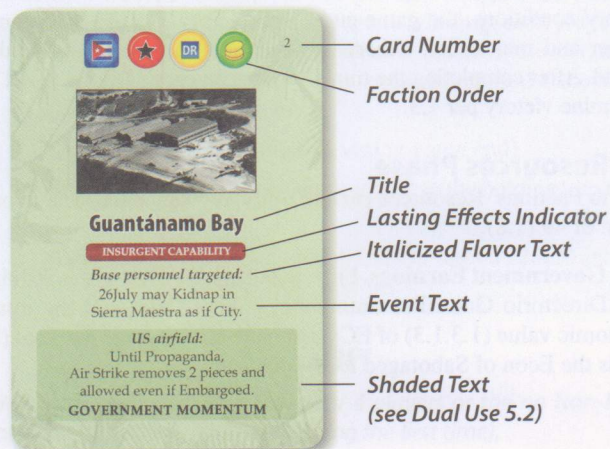 2
DR
Card Number
Faction Order
Title
Guantánamo Bay
Lasting Effects Indicator
INSURGENT CAPABILITY
Italicized Flavor Text
Base personnel targeted:
26July may Kidnap in
Sierra Maestra as if City.
Event Text
US airfield:
Until Propaganda,
Air Strike removes 2 pieces and
allowed even if Embargoed.
GOVERNMENT MOMENTUM
Shaded Text
(see Dual Use 5.2)